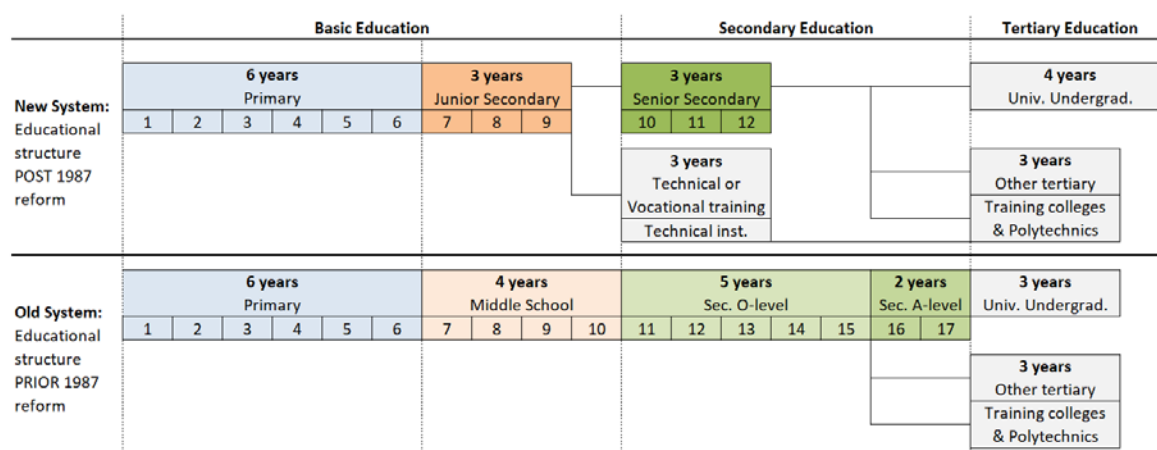 Basic Education Secondary Education Tertiary Education
New System:
Educational
structure
POST 1987
reform
6 years
Primary
1 2 3 4 5 6
3 years
Junior Secondary
7 8 9
3 years
Senior Secondary
10 11 12
3 years
Technical or
Vocational training
Technical inst.
4 years
Univ. Undergrad.
3 years
Other tertiary
Training colleges
& Polytechnics
Old System:
Educational
structure
PRIOR 1987
reform
6 years
Primary
1 2 3 4 5 6
4 years
Middle School
7 8 9 10
5 years
Sec. O-level
11 12 13 14 15
2 years
Sec. A-level
16 17
3 years
Univ. Undergrad.
3 years
Other tertiary
Training colleges
& Polytechnics